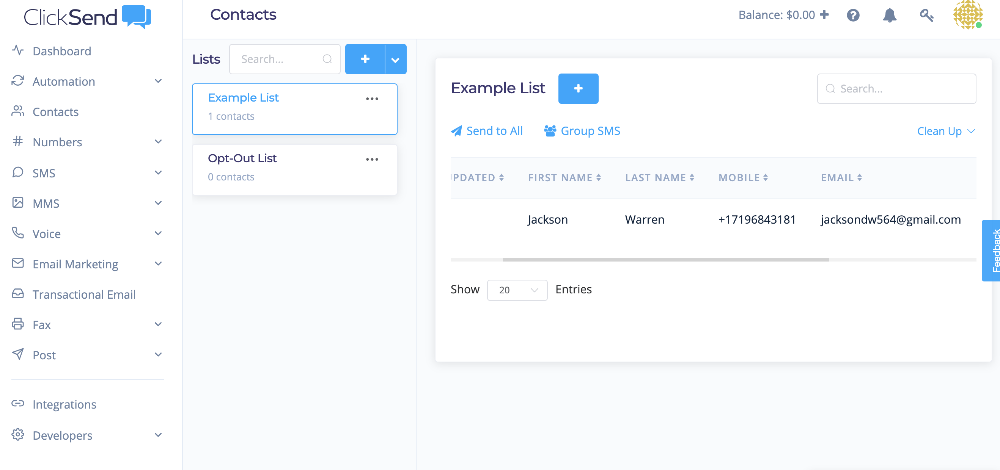 ClickSend
Contacts
Balance: $0.00
Dashboard
Automation
Contacts
Numbers
SMS
MMS
Voice
Email Marketing
Transactional Email
Fax
Post
Integrations
Developers
Lists
Search...
Example List
1 contacts
Opt-Out List
0 contacts
Example List
Search...
Send to All
Group SMS
Clean Up
UPDATED FIRST NAME LAST NAME MOBILE EMAIL
Jackson Warren +17196843181 jacksondw564@gmail.com
Show 20 Entries
Feedback